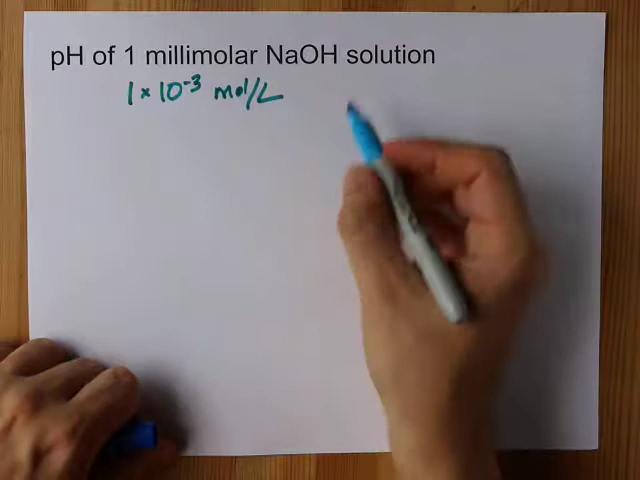 pH of 1 millimolar NaOH solution
1 × 10⁻³ mol/L